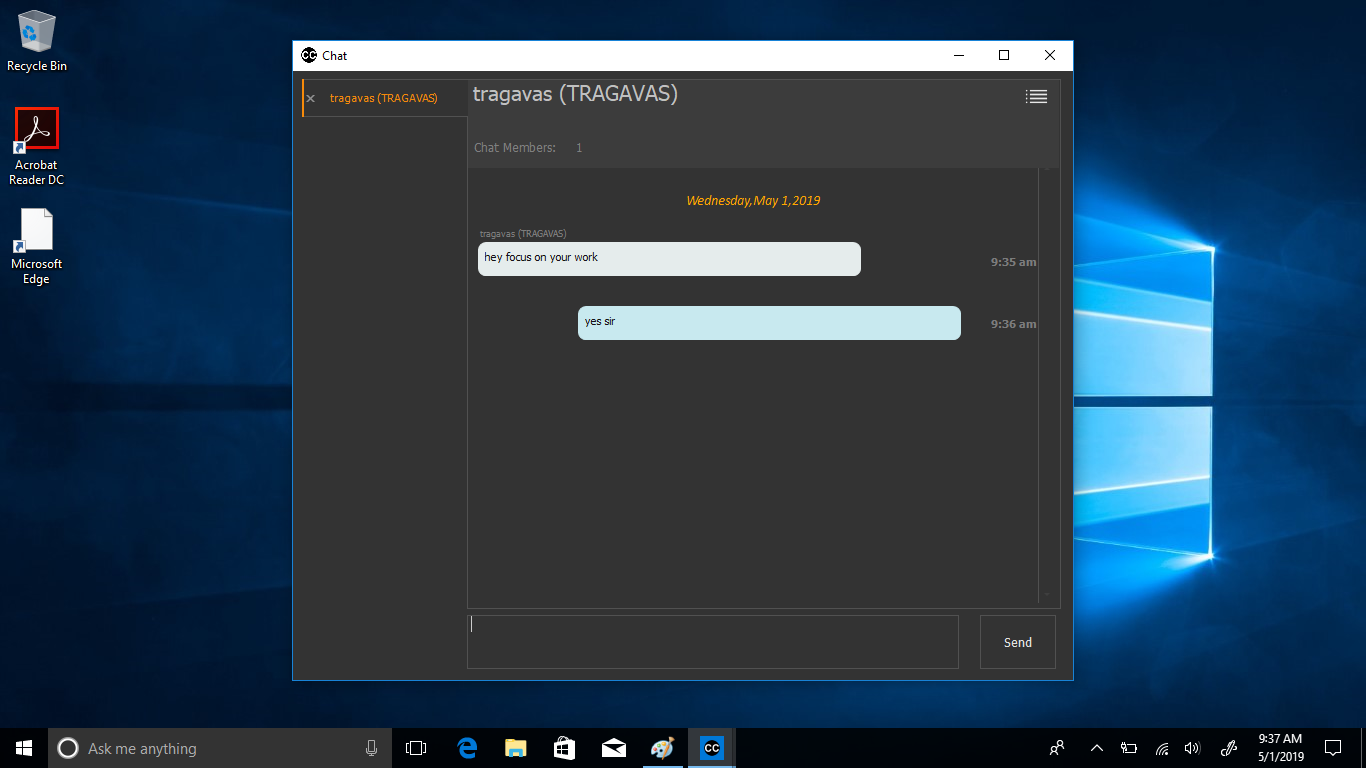 Recycle Bin
Acrobat
Reader DC
Microsoft
Edge
CC Chat
tragavas (TRAGAVAS)
tragavas (TRAGAVAS)
Chat Members: 1
Wednesday,May 1,2019
tragavas (TRAGAVAS)
hey focus on your work
9:35 am
yes sir
9:36 am
Send
Ask me anything
CC
9:37 AM
5/1/2019